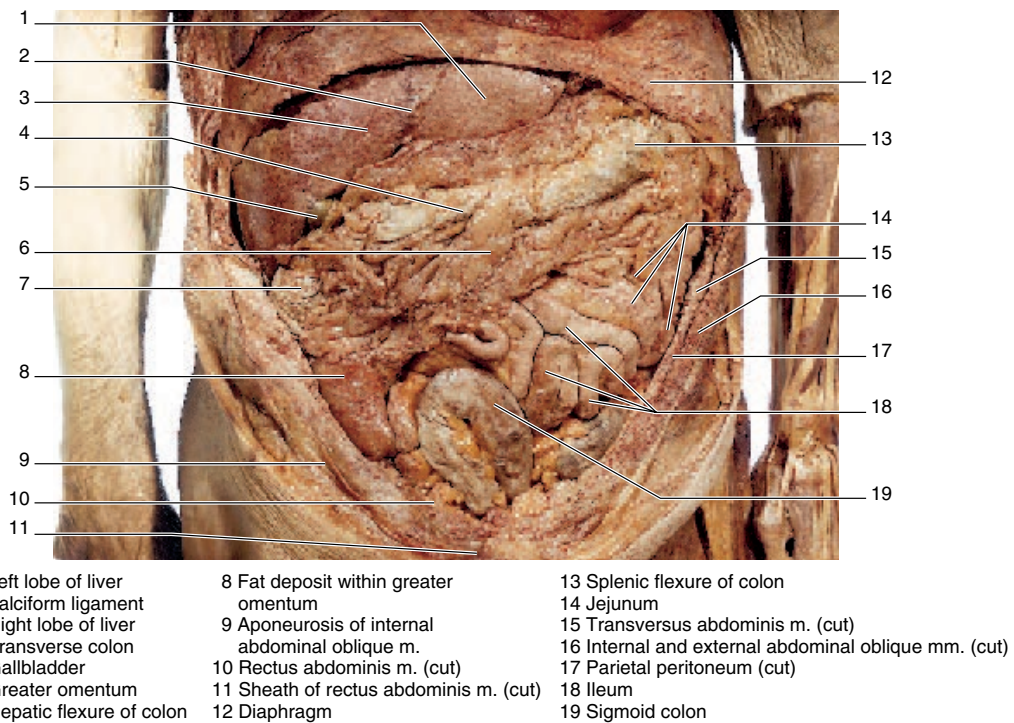 1
2
3
4
5
6
7
8
9
10
11
12
13
14
15
16
17
18
19
eft lobe of liver
alciform ligament
ight lobe of liver
ransverse colon
allbladder
reater omentum
epatic flexure of colon
8 Fat deposit within greater
omentum
9 Aponeurosis of internal
abdominal oblique m.
10 Rectus abdominis m. (cut)
11 Sheath of rectus abdominis m. (cut)
12 Diaphragm
13 Splenic flexure of colon
14 Jejunum
15 Transversus abdominis m. (cut)
16 Internal and external abdominal oblique mm. (cut)
17 Parietal peritoneum (cut)
18 Ileum
19 Sigmoid colon